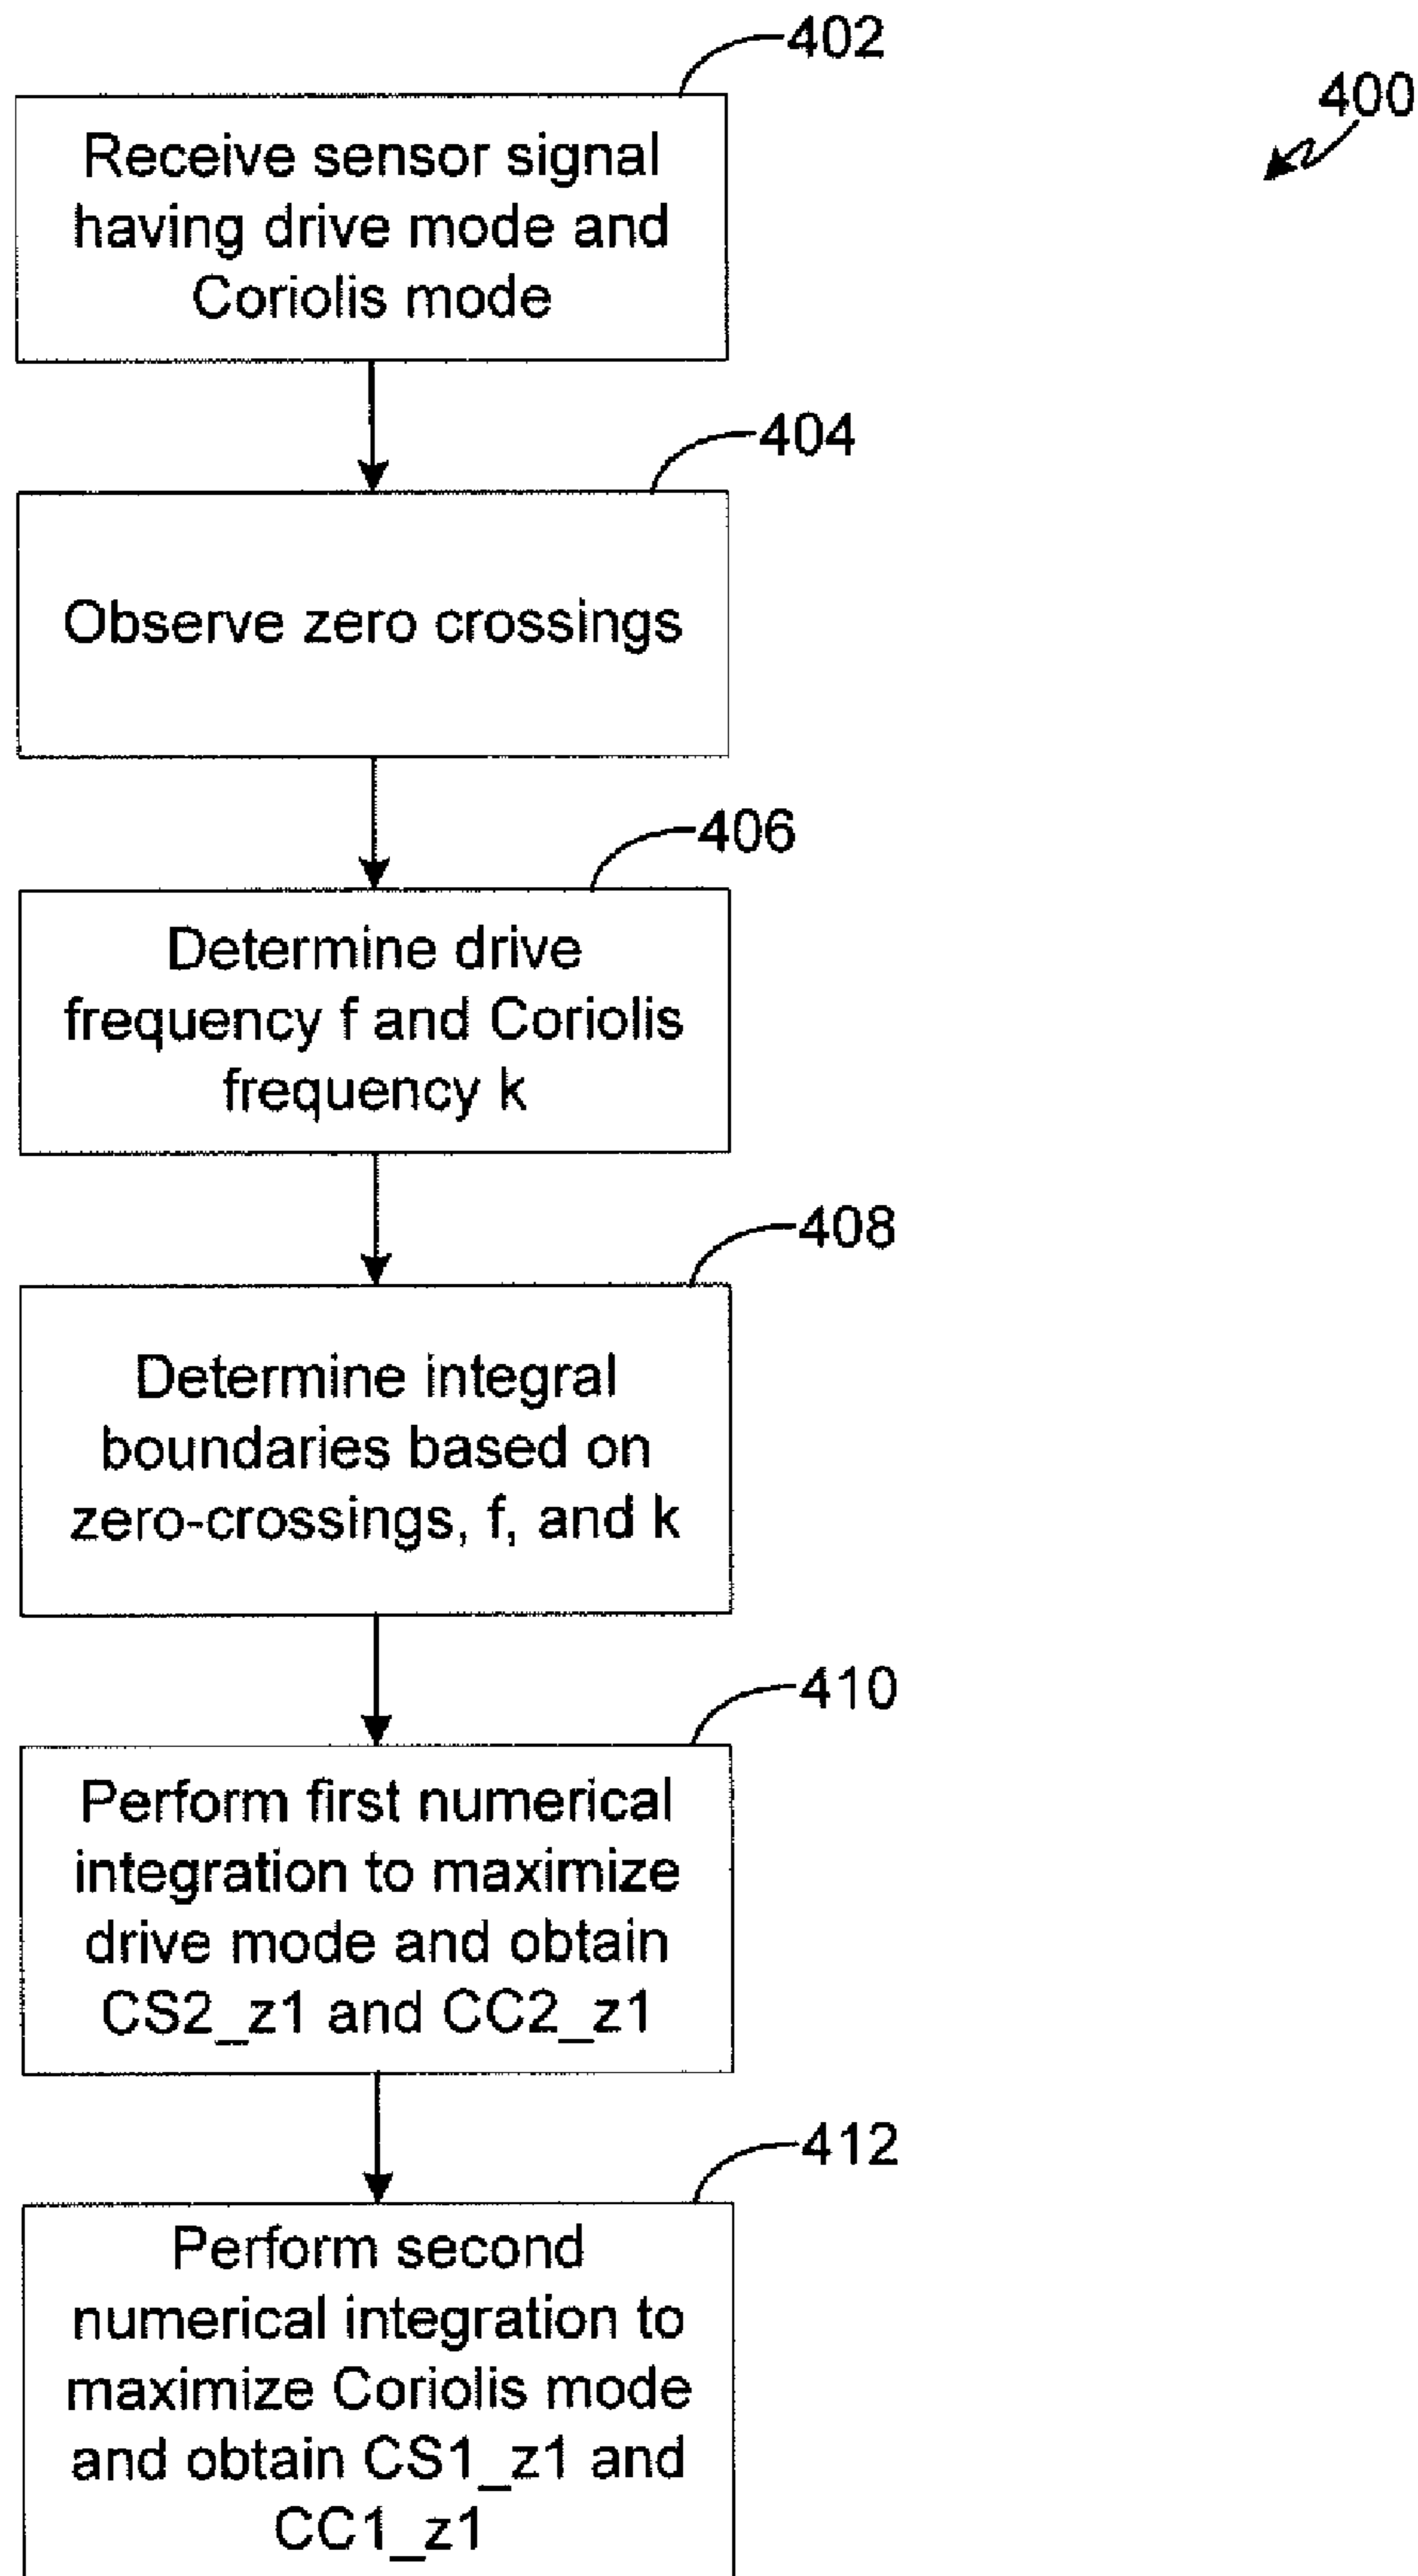 402
400
Receive sensor signal
having drive mode and
Coriolis mode
404
Observe zero crossings
406
Determine drive
frequency f and Coriolis
frequency k
408
Determine integral
boundaries based on
zero-crossings, f, and k
410
Perform first numerical
integration to maximize
drive mode and obtain
CS2_z1 and CC2_z1
412
Perform second
numerical integration to
maximize Coriolis mode
and obtain CS1_z1 and
CC1_z1